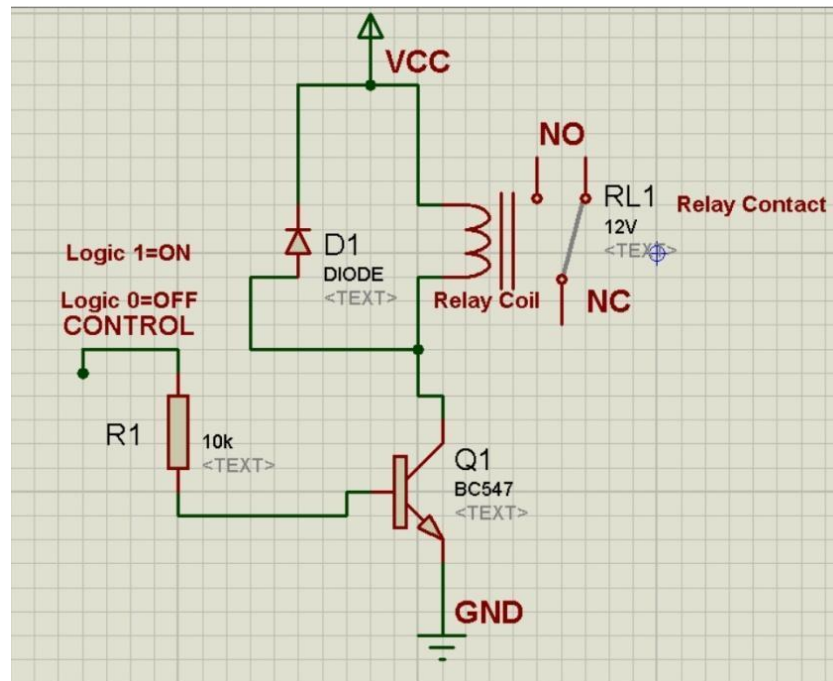 VCC
NO
RL1
12V
<TEXT>
Relay Contact
Logic 1=ON
D1
DIODE
<TEXT>
Logic 0=OFF
Relay Coil
NC
CONTROL
R1
10k
<TEXT>
Q1
BC547
<TEXT>
GND